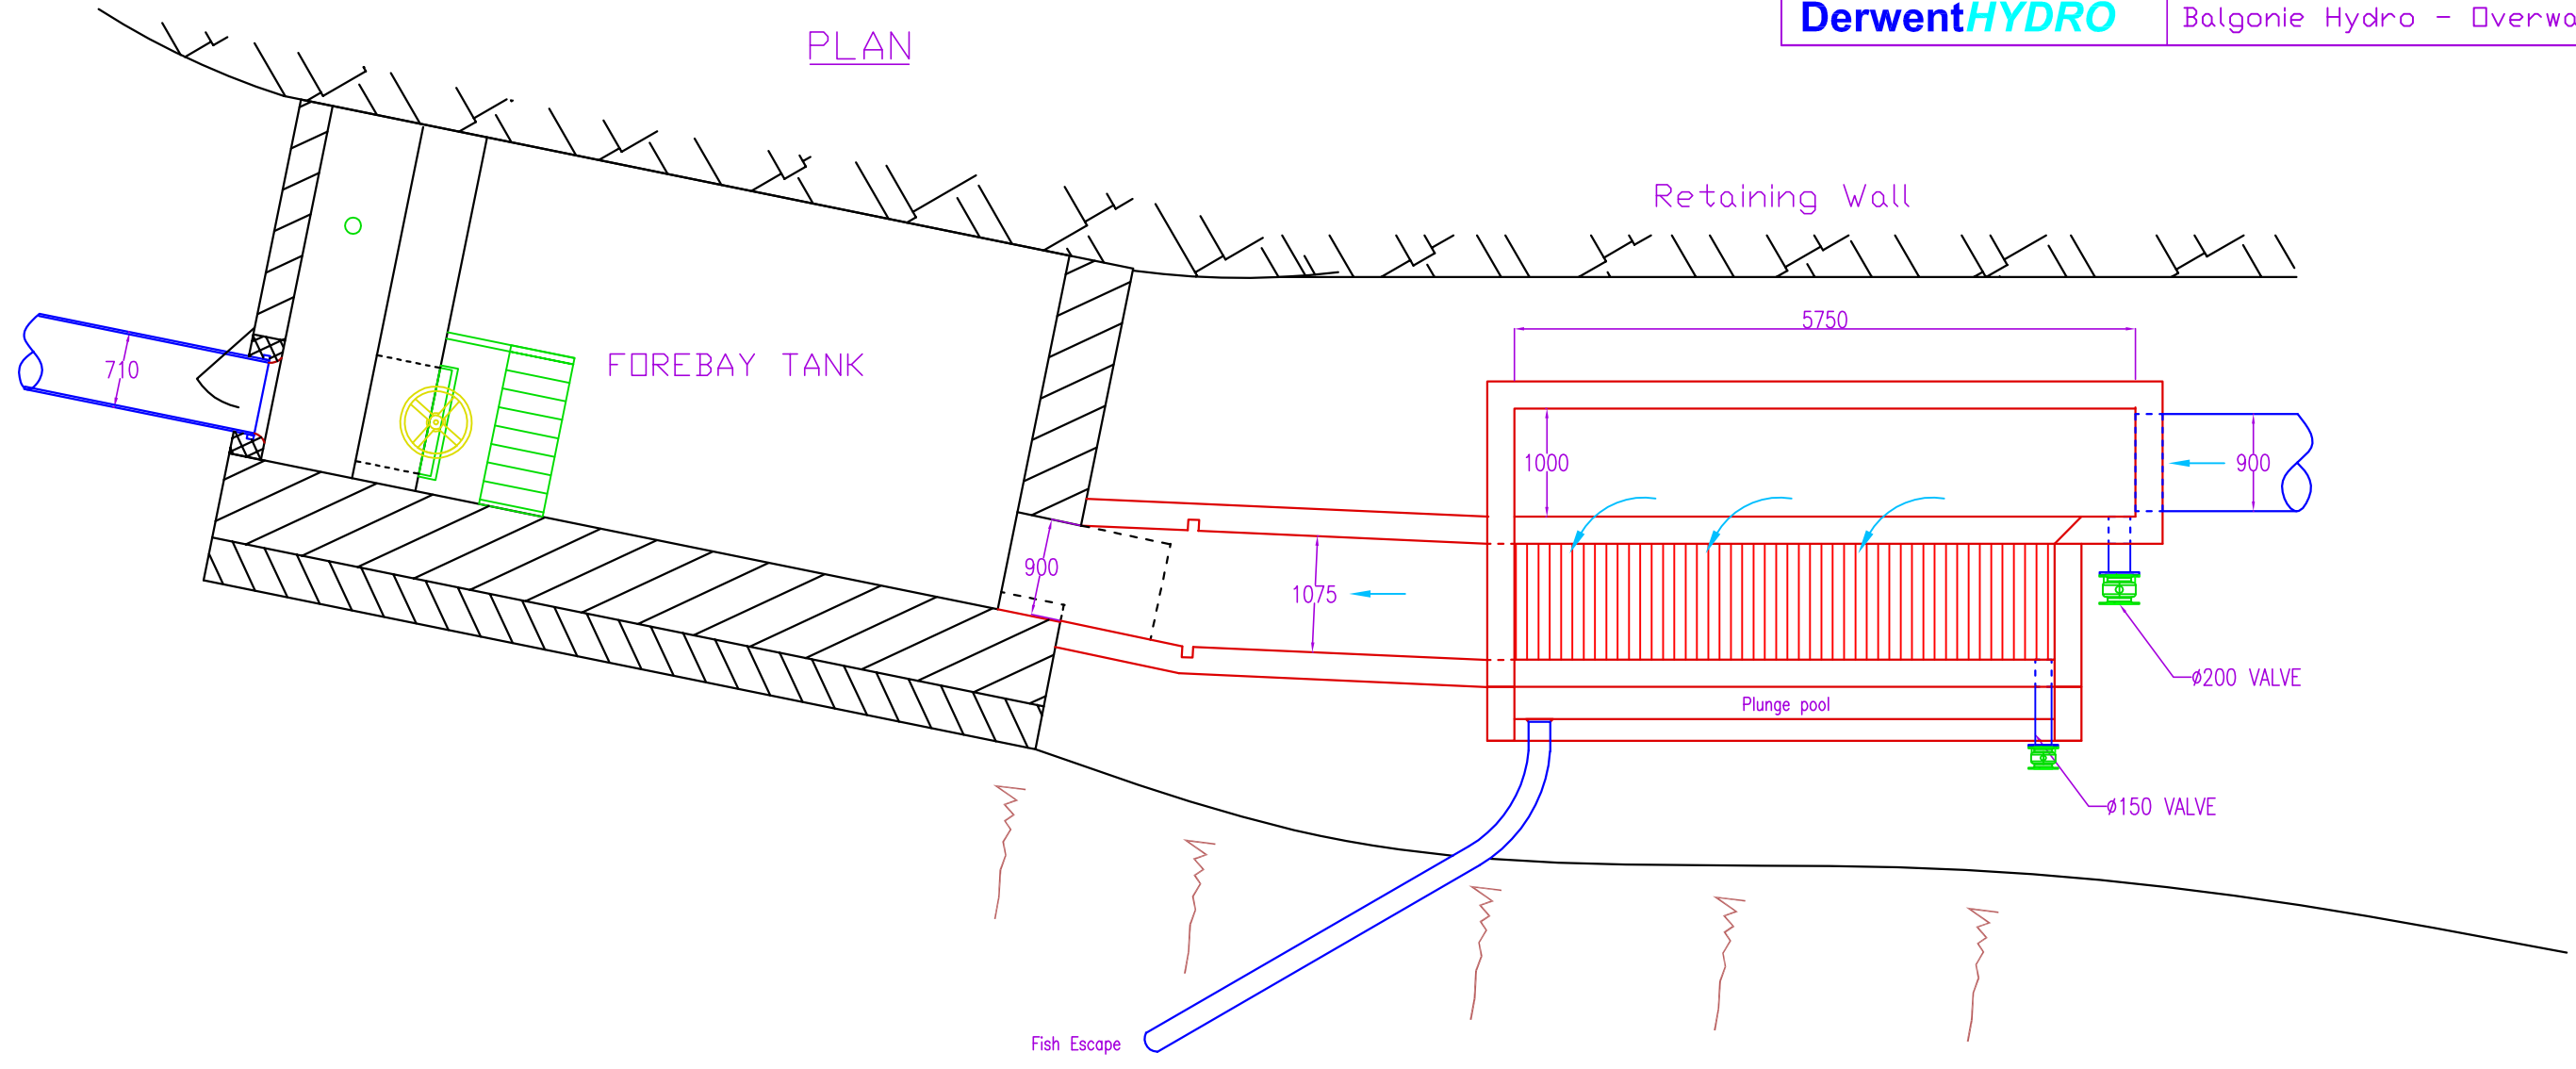 DerwentHYDRO
Balgonie Hydro - Overwa
PLAN
Retaining Wall
5750
710
FOREBAY TANK
1000
900
900
1075
ø200 VALVE
Plunge pool
ø150 VALVE
Fish Escape